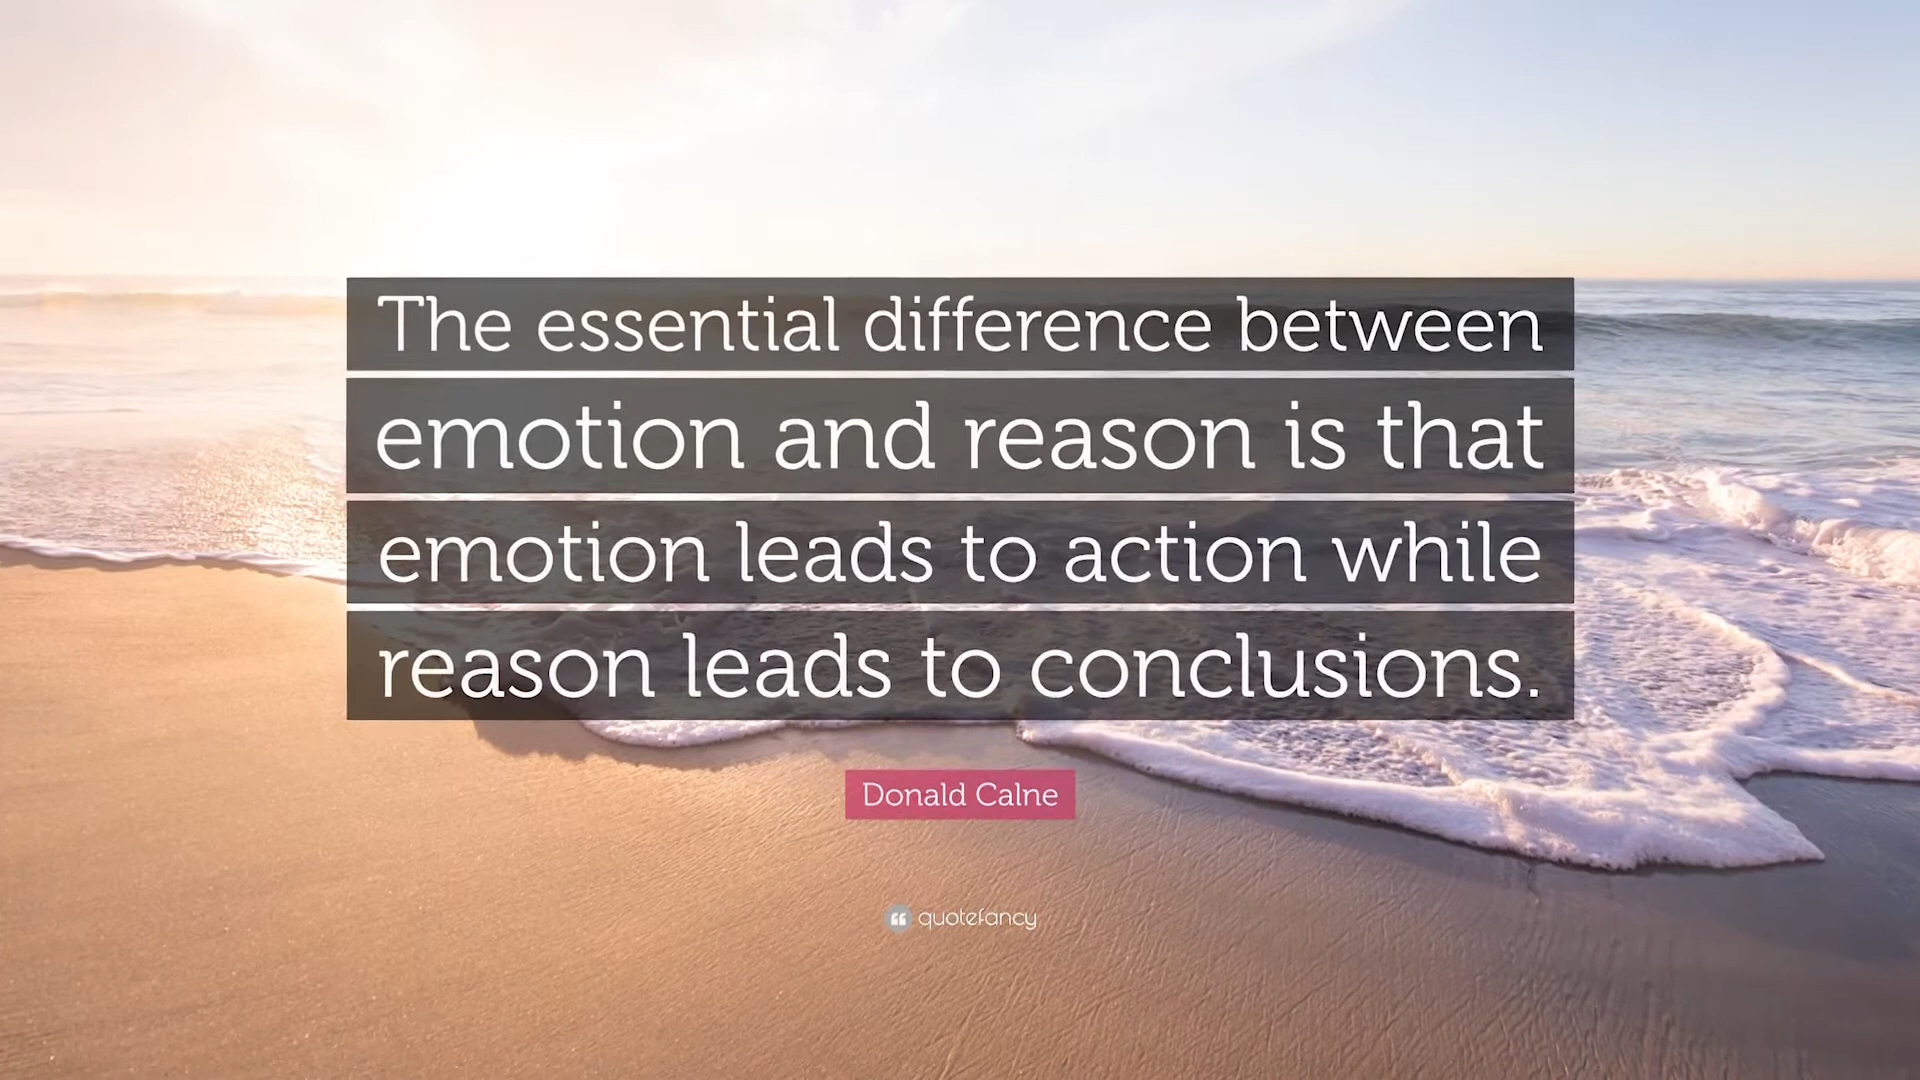 The essential difference between
emotion and reason is that
emotion leads to action while
reason leads to conclusions.
Donald Calne
quotefancy